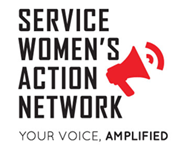 SERVICE
WOMEN'S
ACTION
NETWORK
YOUR VOICE, AMPLIFIED